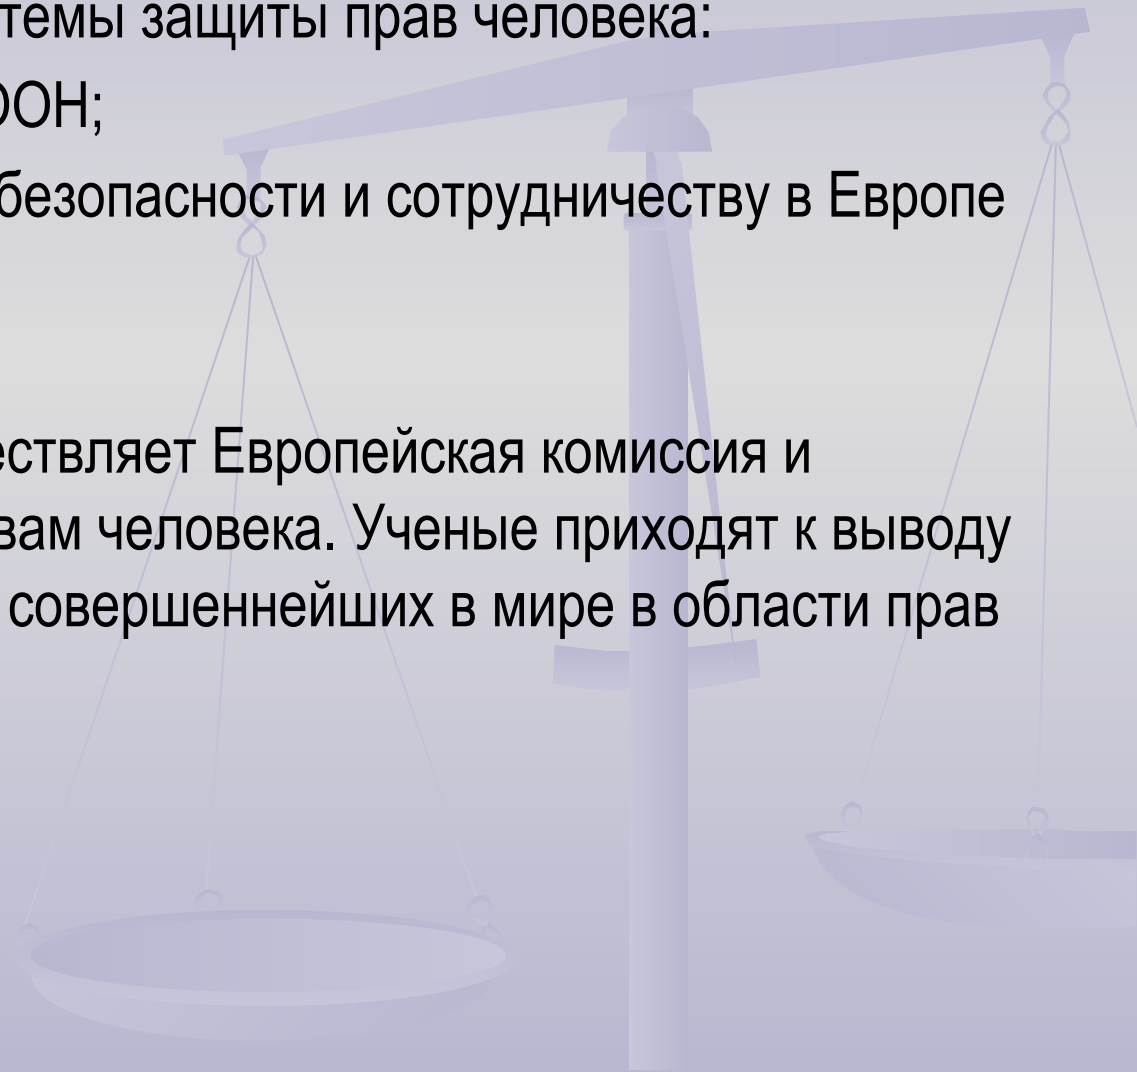 темы защиты прав человека:
ООН;
безопасности и сотрудничеству в Европе
ествляет Европейская комиссия и
вам человека. Ученые приходят к выводу
совершеннейших в мире в области прав